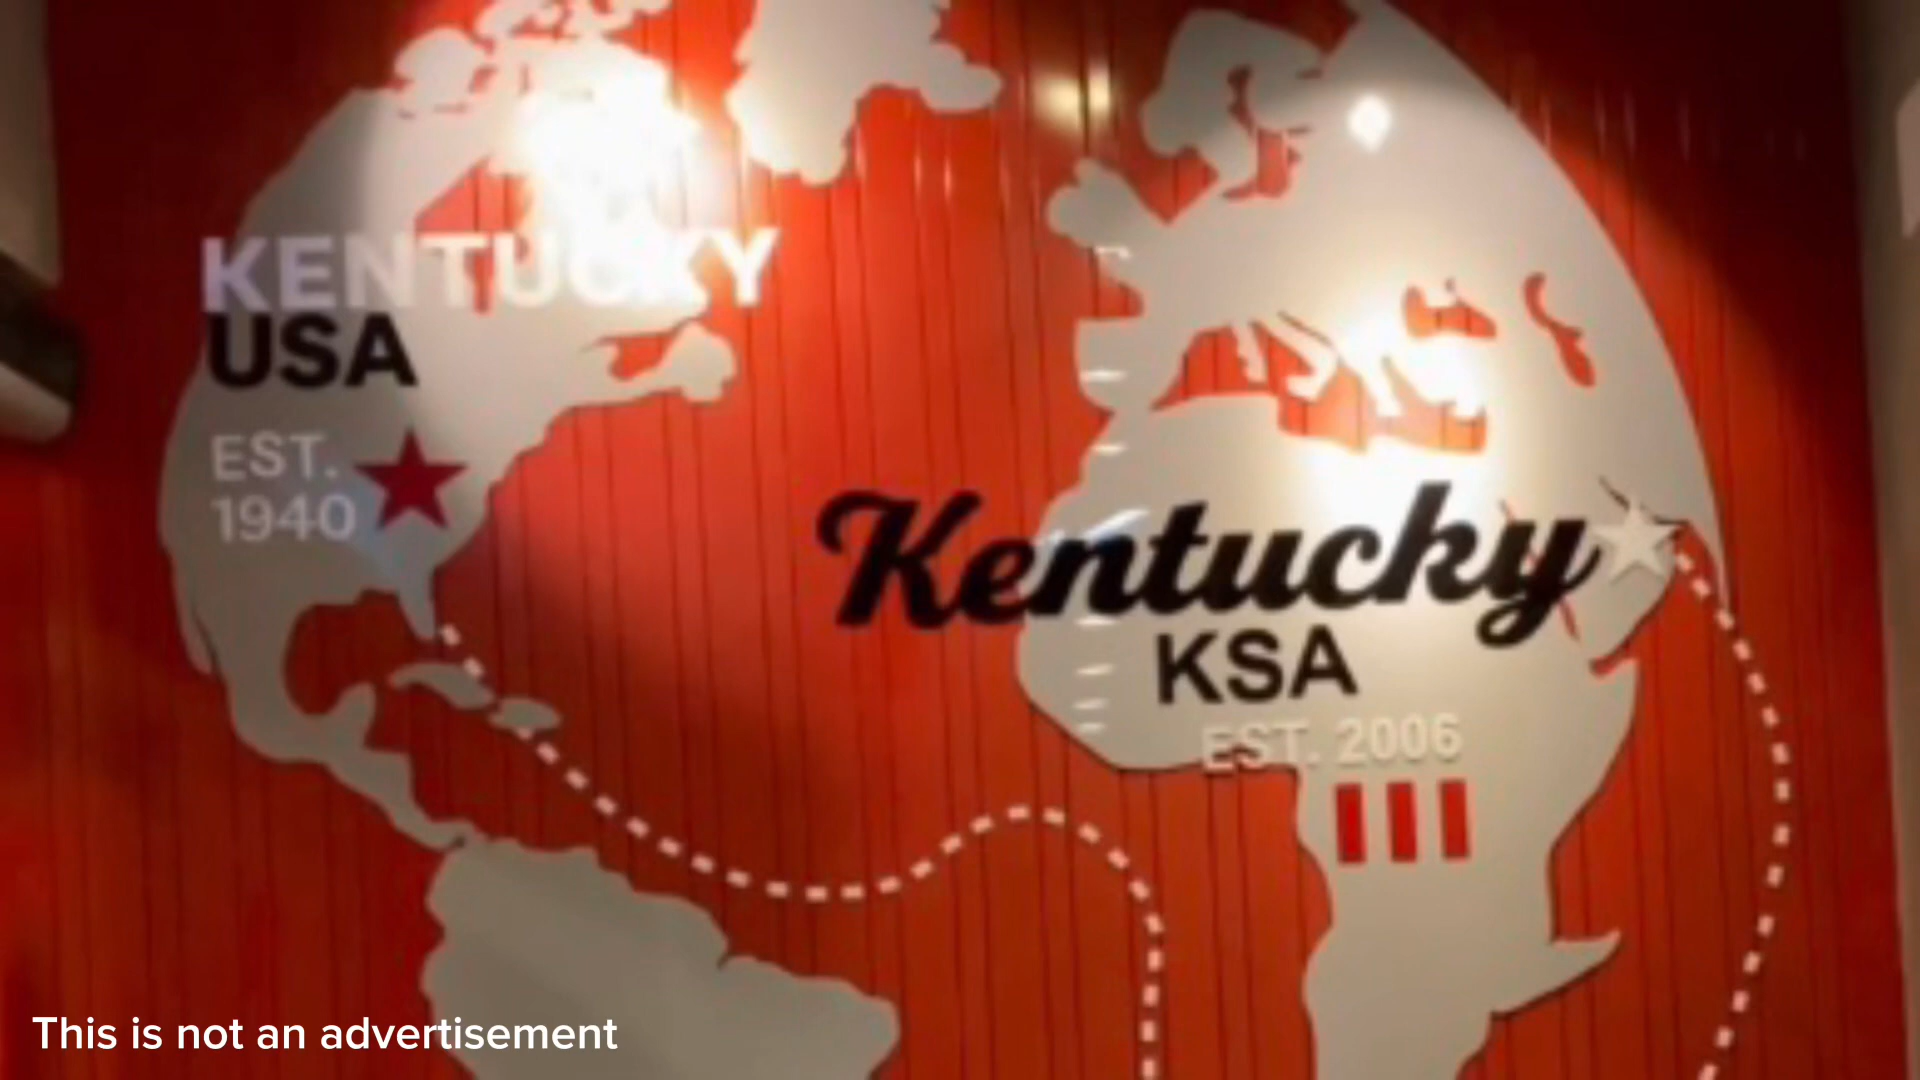 KENTUCKY
USA
EST.
1940
Kentucky
KSA
EST. 2006
This is not an advertisement